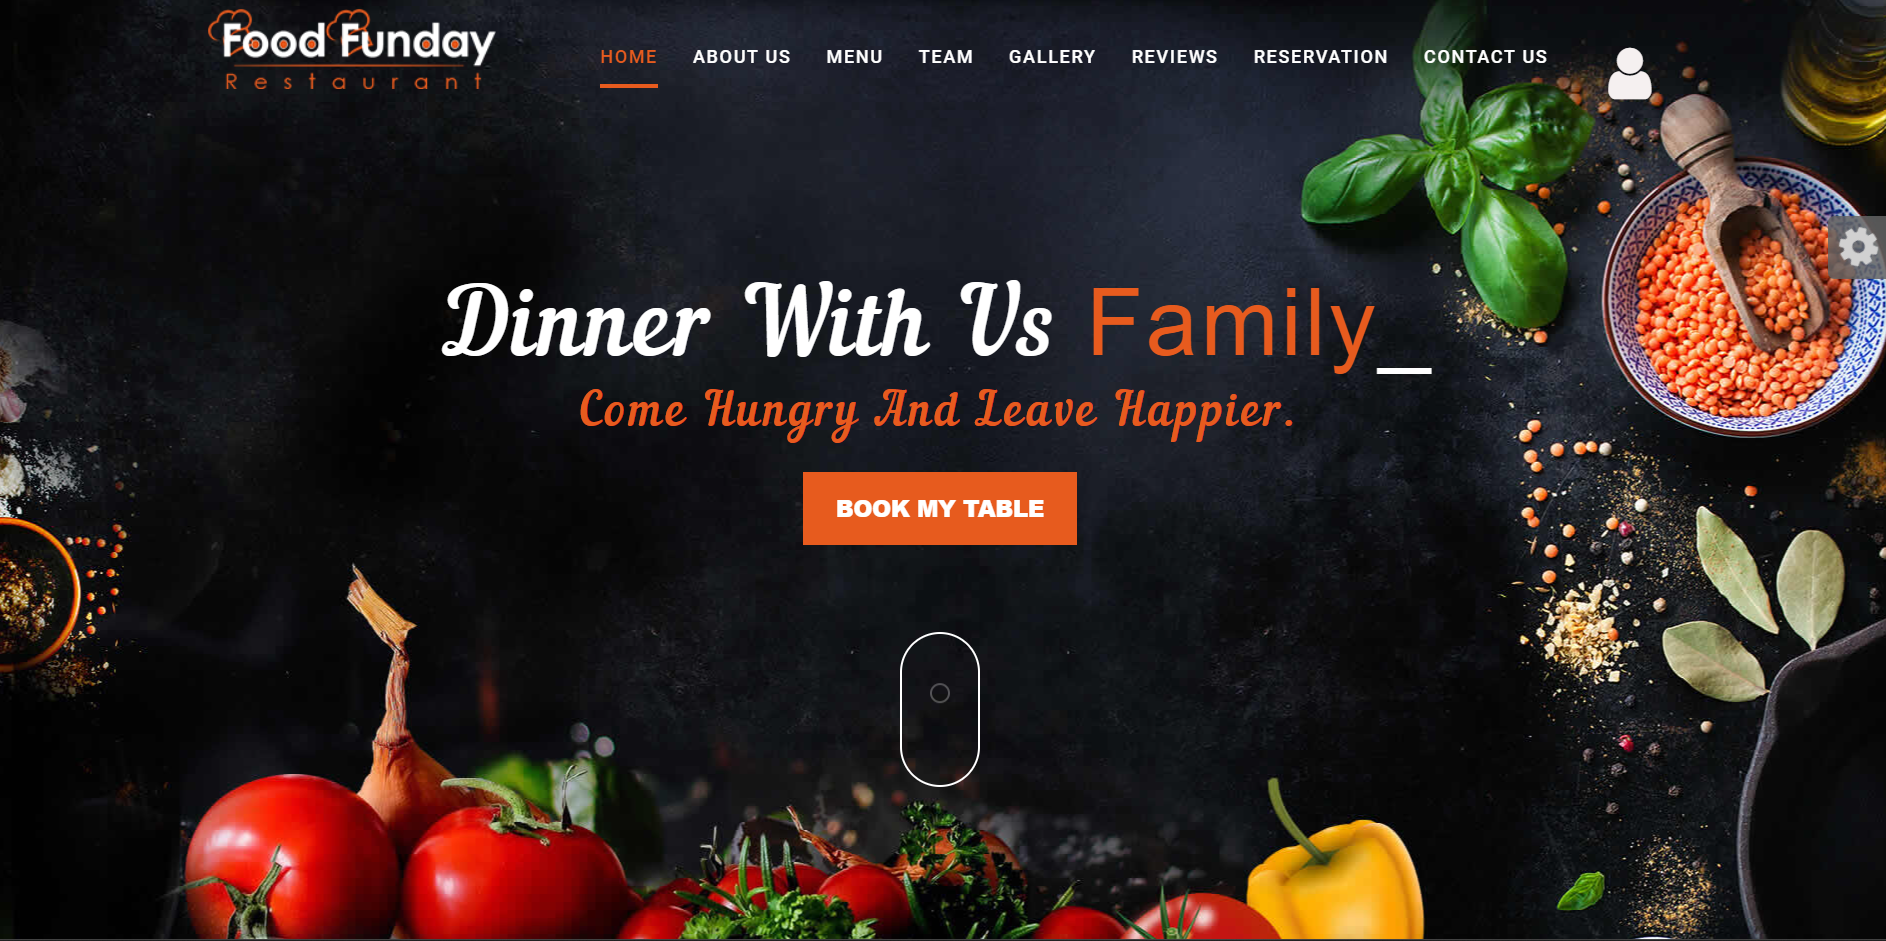 Food Funday
Restaurant
HOME ABOUT US MENU TEAM GALLERY REVIEWS RESERVATION CONTACT US
Dinner With Us Family_
Come Hungry And Leave Happier.
BOOK MY TABLE